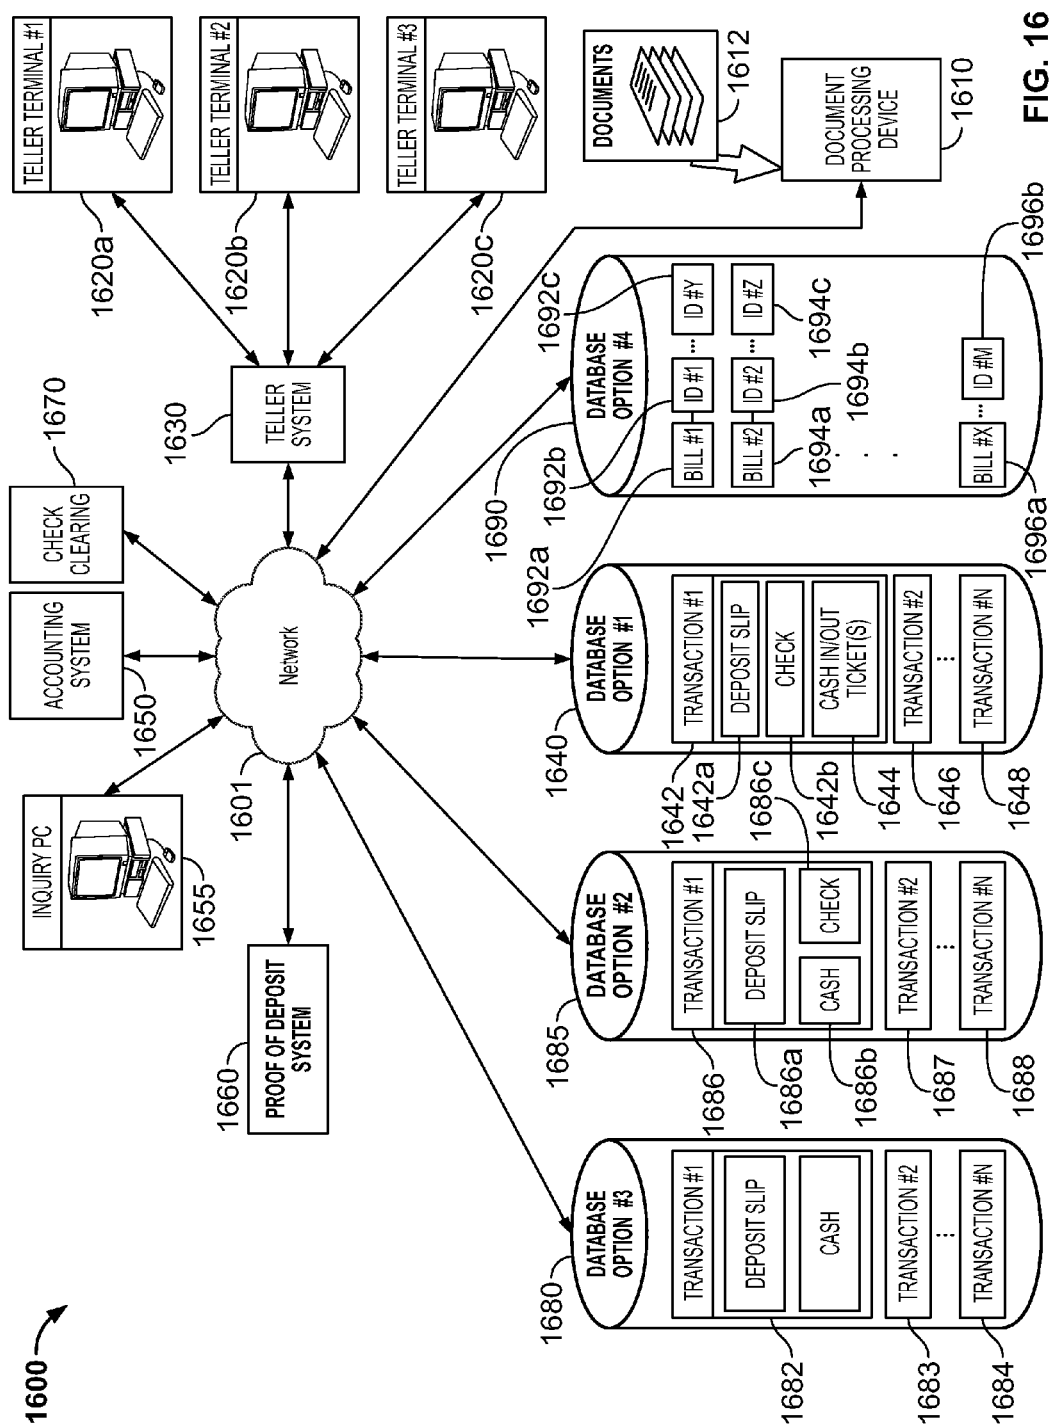 1600
INQUIRY PC
1655
ACCOUNTING
SYSTEM
1650
CHECK
CLEARING
1670
TELLER TERMINAL #1
1620a
TELLER TERMINAL #2
1620b
TELLER TERMINAL #3
1620c
TELLER
SYSTEM
1630
Network
1601
PROOF OF DEPOSIT
SYSTEM
1660
DOCUMENTS
1612
DOCUMENT
PROCESSING
DEVICE
1610
DATABASE
OPTION #3
1680
TRANSACTION #1
DEPOSIT SLIP
CASH
1682
TRANSACTION #2
1683
TRANSACTION #N
1684
DATABASE
OPTION #2
1685
TRANSACTION #1
1686
DEPOSIT SLIP
1686a
CASH
1686b
CHECK
1686c
TRANSACTION #2
1687
TRANSACTION #N
1688
DATABASE
OPTION #1
1640
TRANSACTION #1
1642
DEPOSIT SLIP
1642a
CHECK
1642b
CASH IN/OUT
TICKET(S)
1644
TRANSACTION #2
1646
TRANSACTION #N
1648
DATABASE
OPTION #4
1690
BILL #1
ID #1
...
ID #Y
1692a
1692b
1692c
BILL #2
ID #2
...
ID #Z
1694a
1694b
1694c
BILL #X
...
ID #M
1696a
1696b
FIG. 16